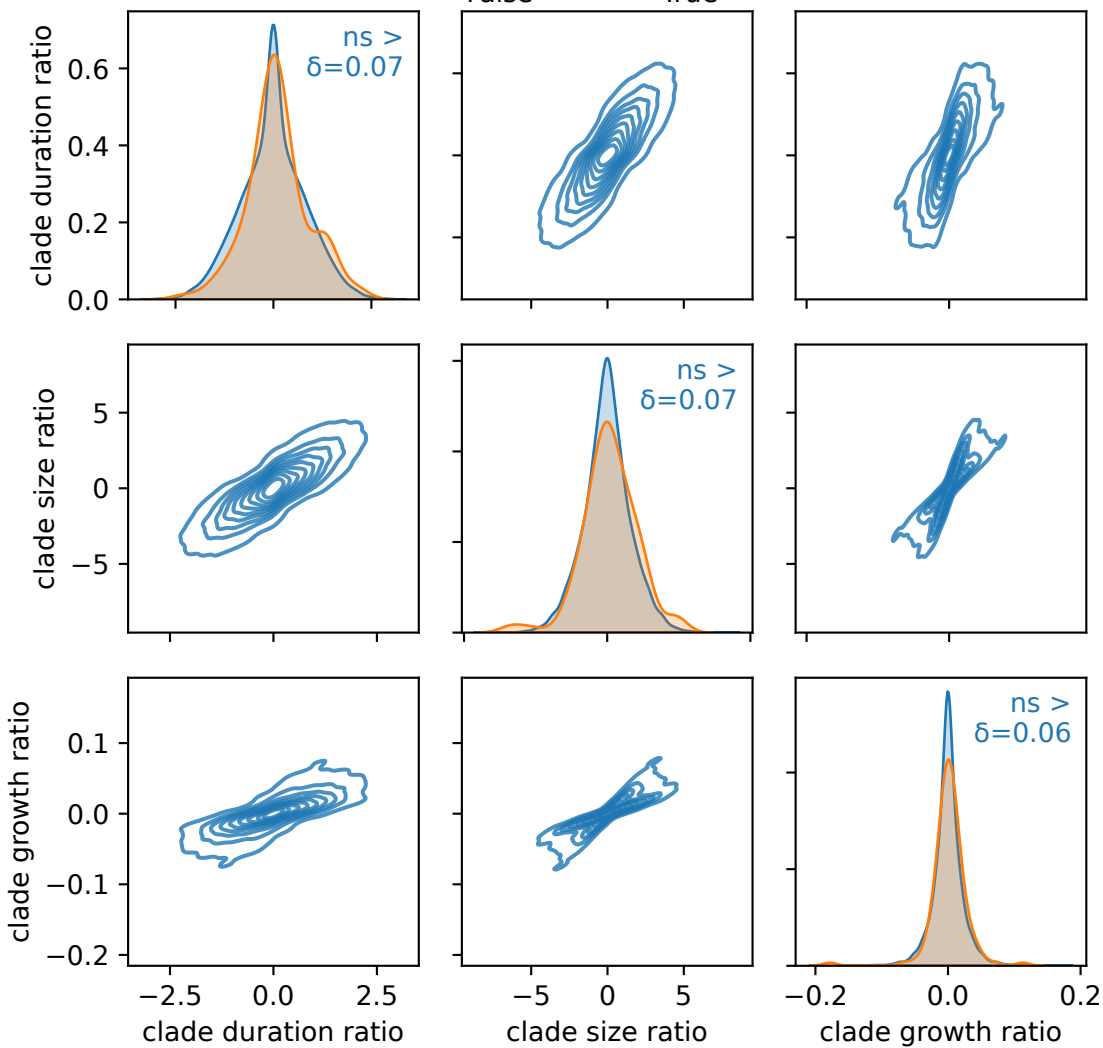 True
clade duration ratio
0.6
0.4
0.2
0.0
ns >
δ=0.07
clade size ratio
5
0
−5
ns >
δ=0.07
clade growth ratio
0.1
0.0
−0.1
−0.2
ns >
δ=0.06
−2.5 0.0 2.5
−5 0 5
−0.2 0.0 0.2
clade duration ratio
clade size ratio
clade growth ratio